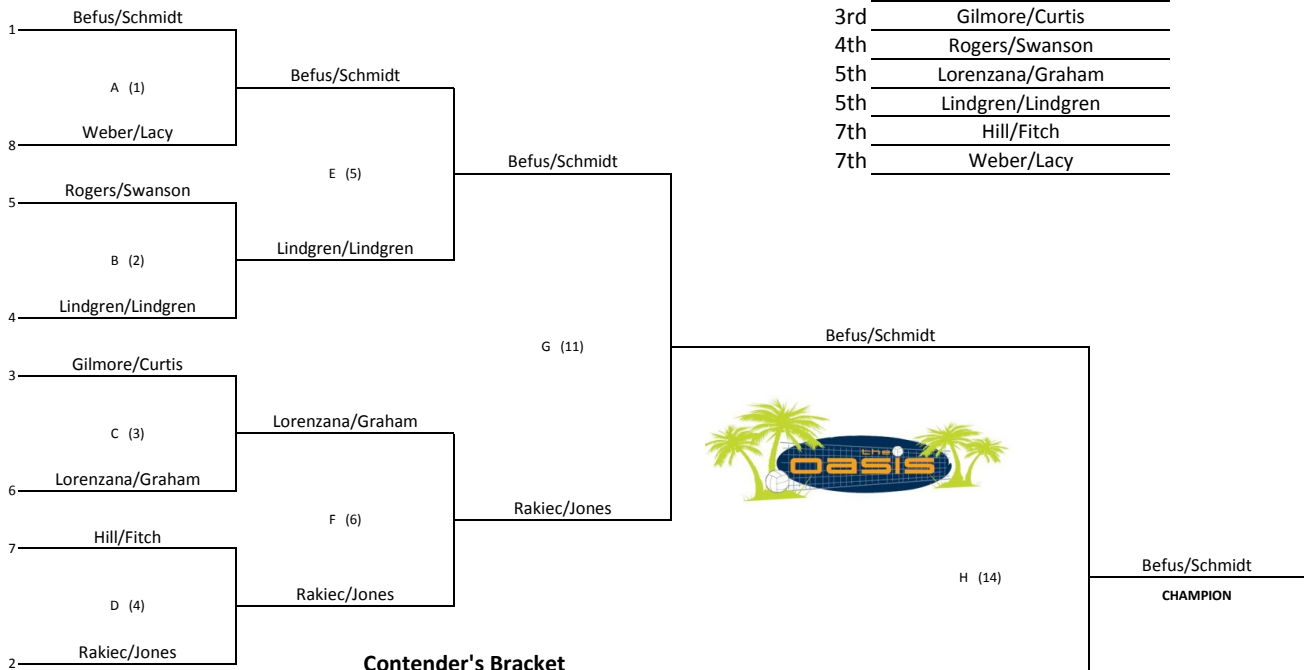 Befus/Schmidt
3rd Gilmore/Curtis
1
4th Rogers/Swanson
A (1)
Befus/Schmidt
5th Lorenzana/Graham
5th Lindgren/Lindgren
Weber/Lacy
7th Hill/Fitch
8
7th Weber/Lacy
Befus/Schmidt
E (5)
Rogers/Swanson
5
B (2)
Lindgren/Lindgren
Lindgren/Lindgren
4
Befus/Schmidt
G (11)
Gilmore/Curtis
3
C (3)
Lorenzana/Graham
the
oasis
Lorenzana/Graham
6
F (6)
Rakiec/Jones
Hill/Fitch
7
Befus/Schmidt
H (14)
CHAMPION
D (4)
Rakiec/Jones
Rakiec/Jones
2
Contender's Bracket